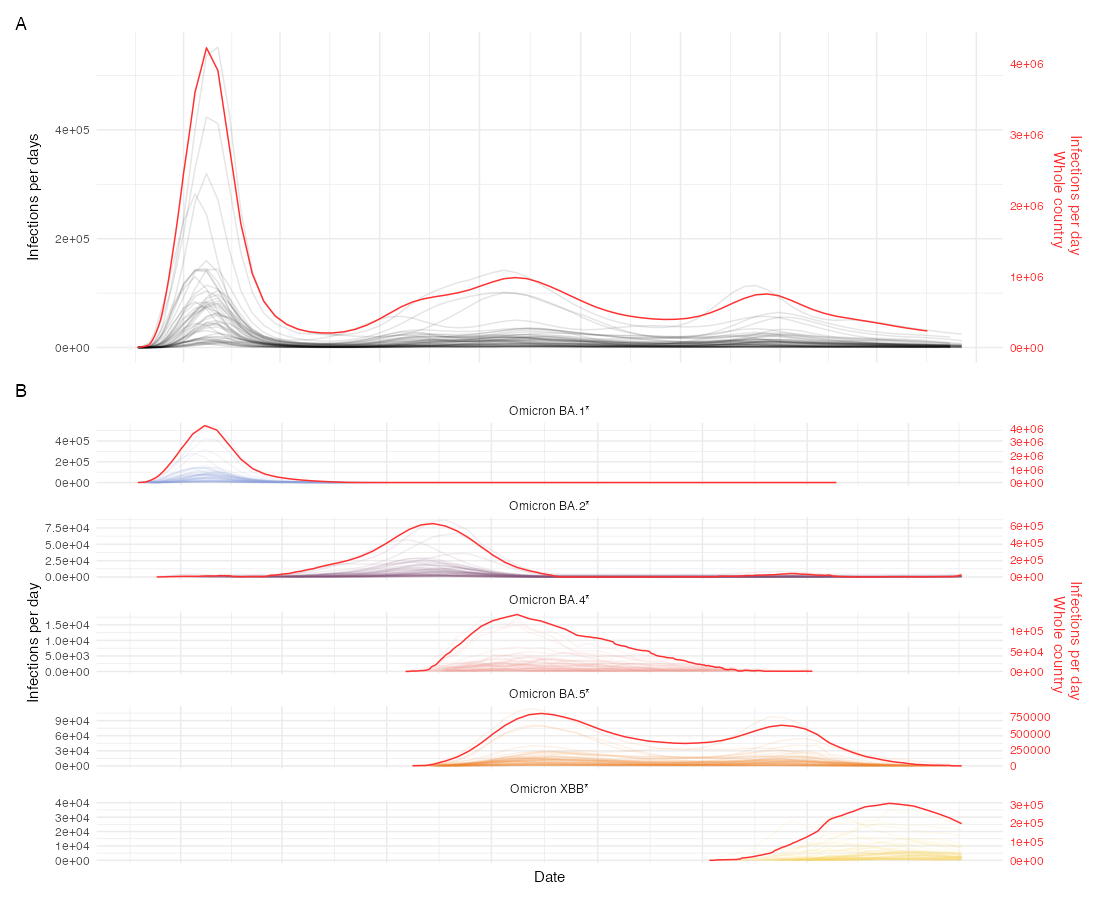 A
Infections per days
4e+05
2e+05
0e+00
4e+06
3e+06
2e+06
1e+06
0e+00
Infections per day
Whole country
B
Infections per day
Omicron BA.1*
4e+05
2e+05
0e+00
4e+06
3e+06
2e+06
1e+06
0e+00
Omicron BA.2*
7.5e+04
5.0e+04
2.5e+04
0.0e+00
6e+05
4e+05
2e+05
0e+00
Omicron BA.4*
1.5e+04
1.0e+04
5.0e+03
0.0e+00
1e+05
5e+04
0e+00
Infections per day
Whole country
Omicron BA.5*
9e+04
6e+04
3e+04
0e+00
750000
500000
250000
0
Omicron XBB*
4e+04
3e+04
2e+04
1e+04
0e+00
3e+05
2e+05
1e+05
0e+00
Date